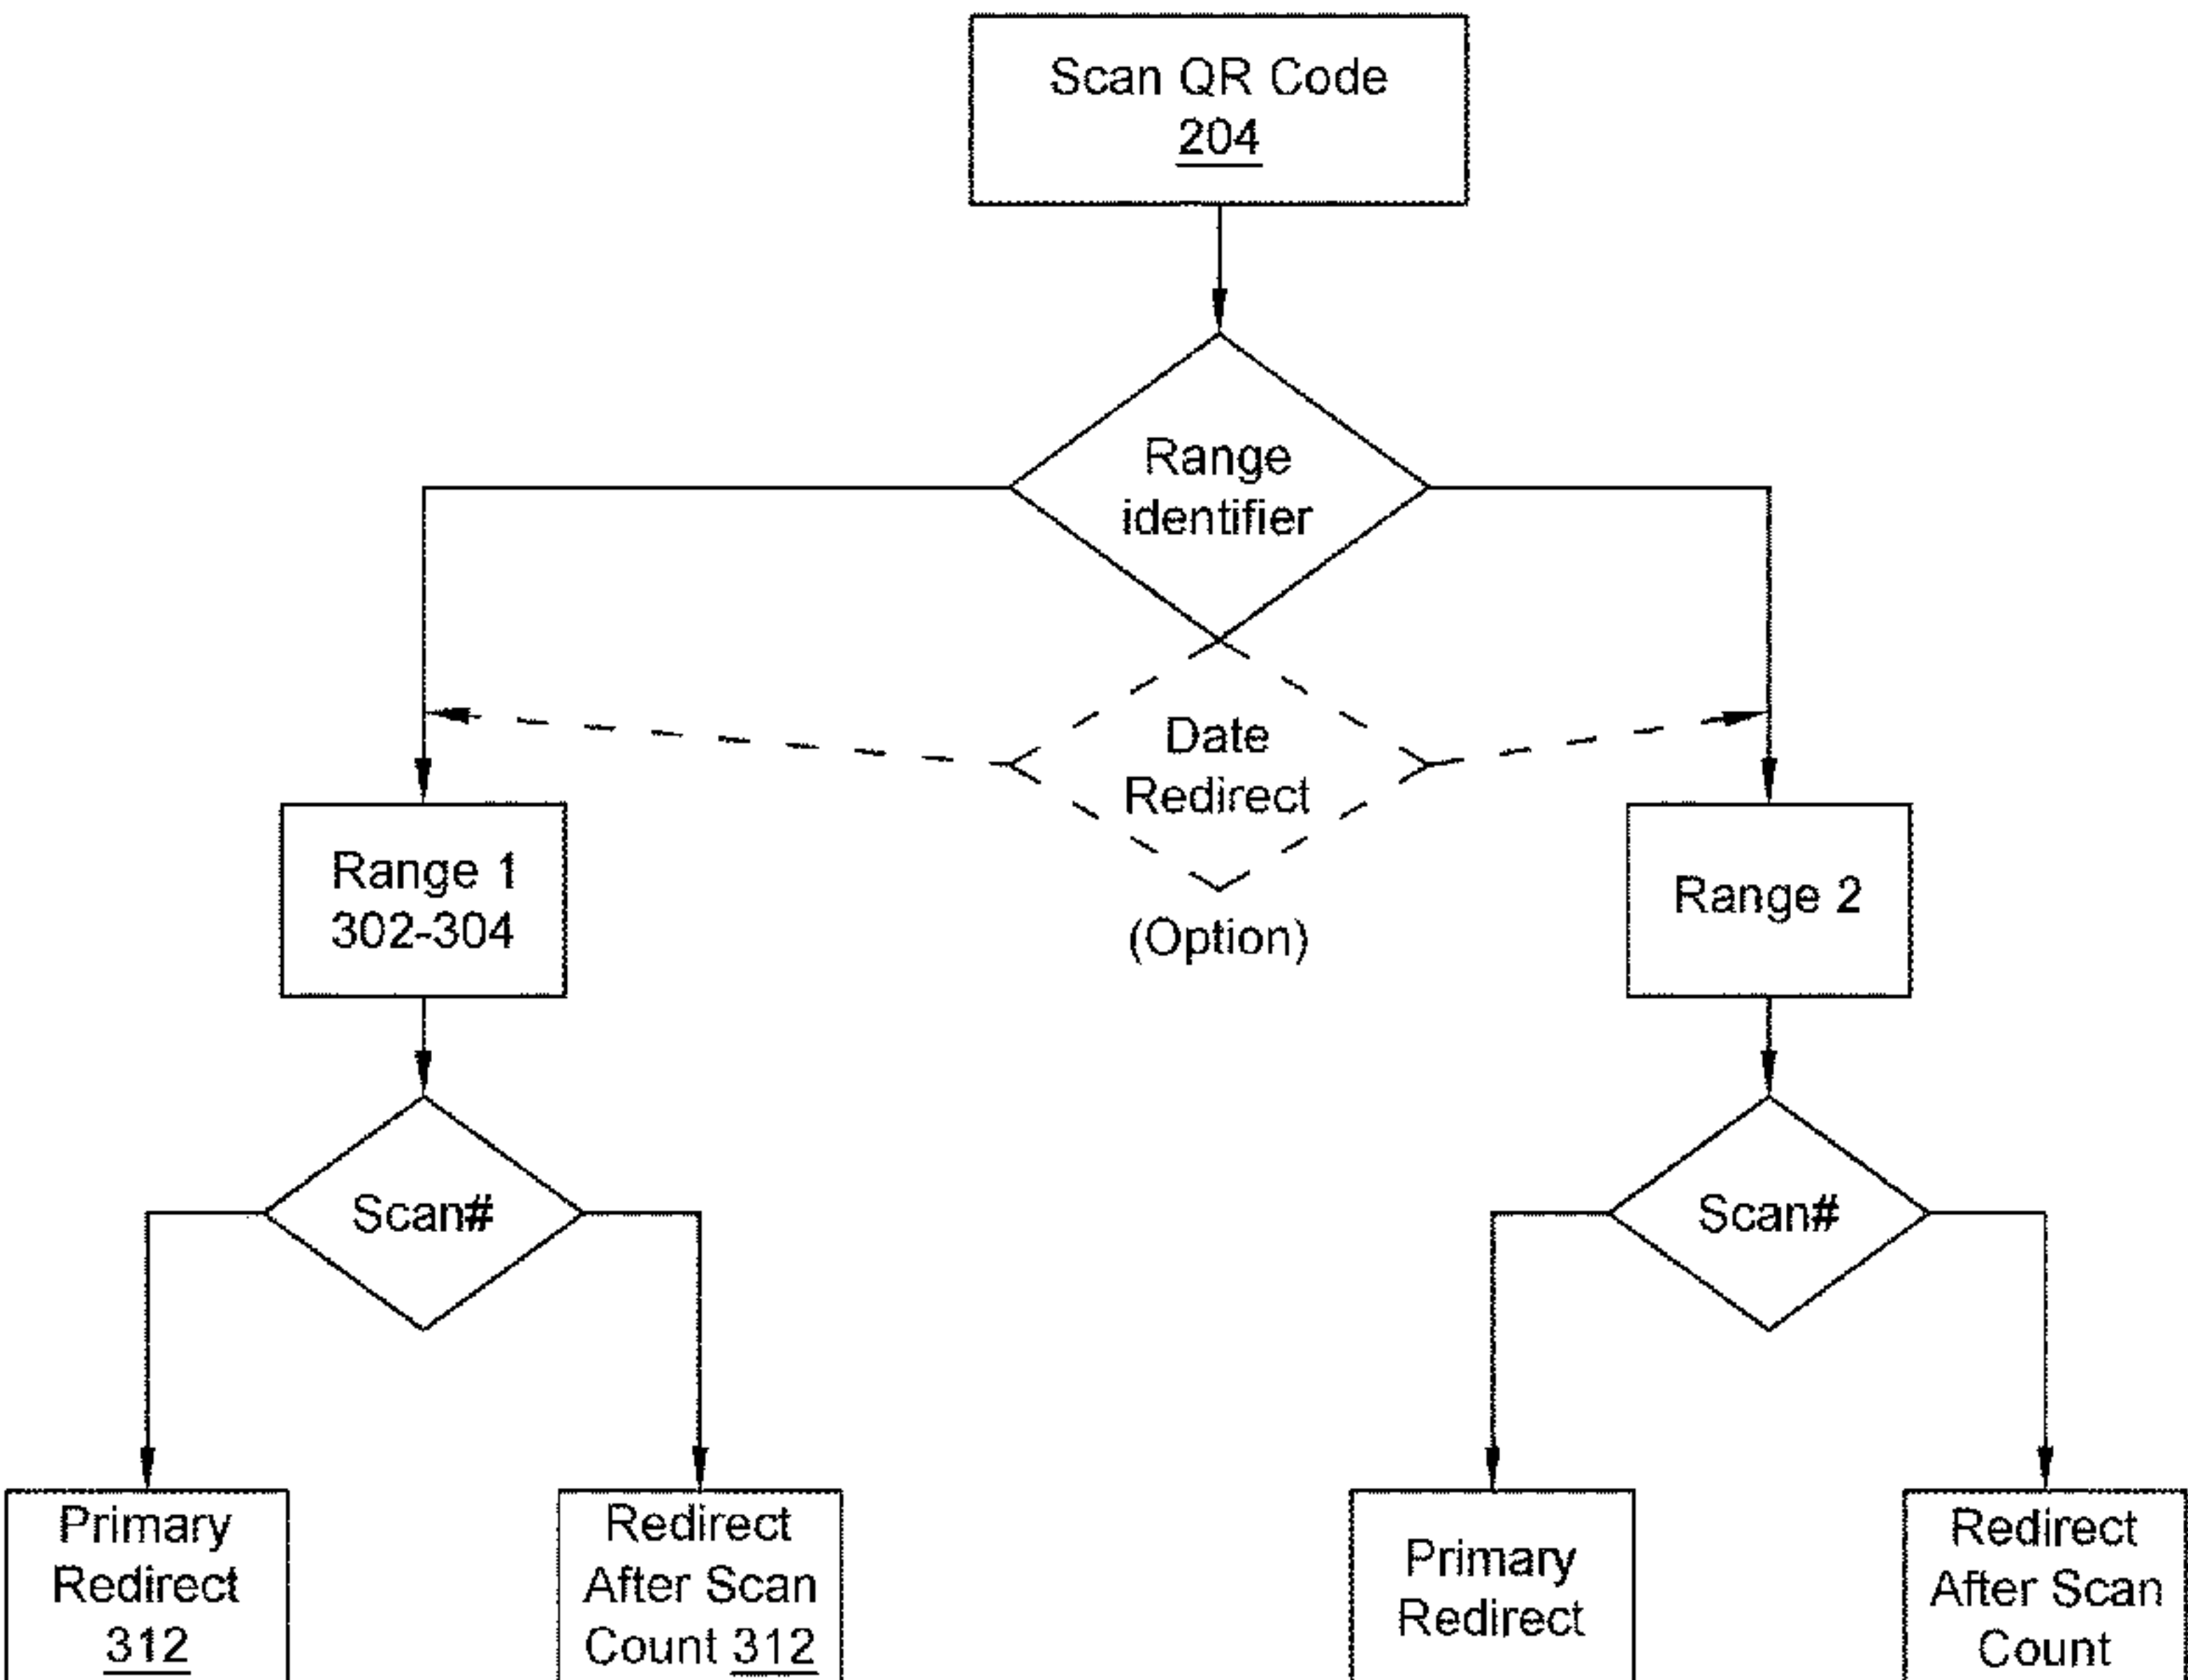 Scan QR Code
204
Range
identifier
Date
Redirect
(Option)
Range 1
302-304
Range 2
Scan#
Scan#
Primary
Redirect
312
Redirect
After Scan
Count 312
Primary
Redirect
Redirect
After Scan
Count